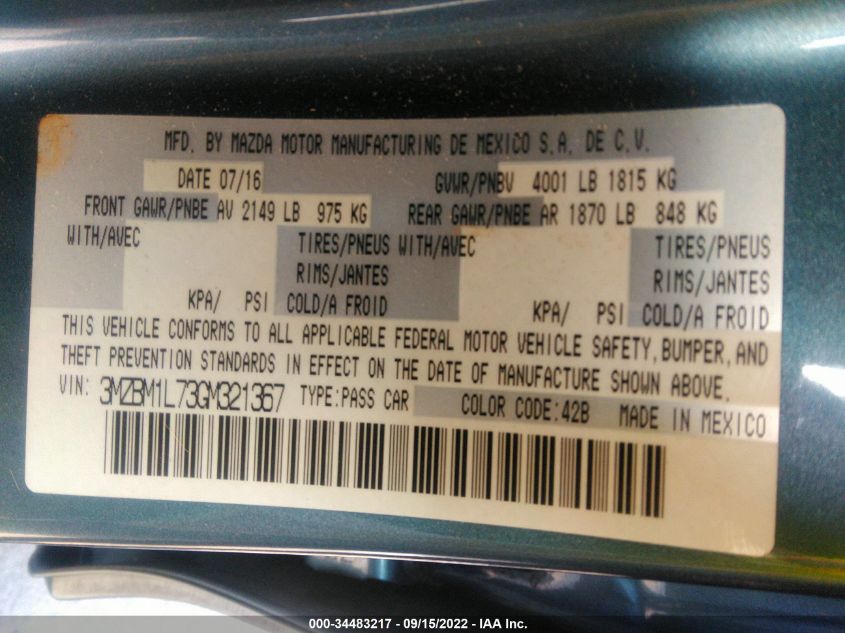 MFD. BY MAZDA MOTOR MANUFACTURING DE MEXICO S.A. DE C.V.
DATE 07/16 GVWR/PNBV 4001 LB 1815 KG
FRONT GAWR/PNBE AV 2149 LB 975 KG REAR GAWR/PNBE AR 1870 LB 848 KG
WITH/AVEC TIRES/PNEUS WITH/AVEC TIRES/PNEUS
RIMS/JANTES RIMS/JANTES
KPA/ PSI COLD/A FROID KPA/ PSI COLD/A FROID
THIS VEHICLE CONFORMS TO ALL APPLICABLE FEDERAL MOTOR VEHICLE SAFETY, BUMPER, AND
THEFT PREVENTION STANDARDS IN EFFECT ON THE DATE OF MANUFACTURE SHOWN ABOVE.
VIN: 3MZBM1L73GM321367 TYPE:PASS CAR COLOR CODE:42B MADE IN MEXICO
000-34483217 - 09/15/2022 - IAA Inc.